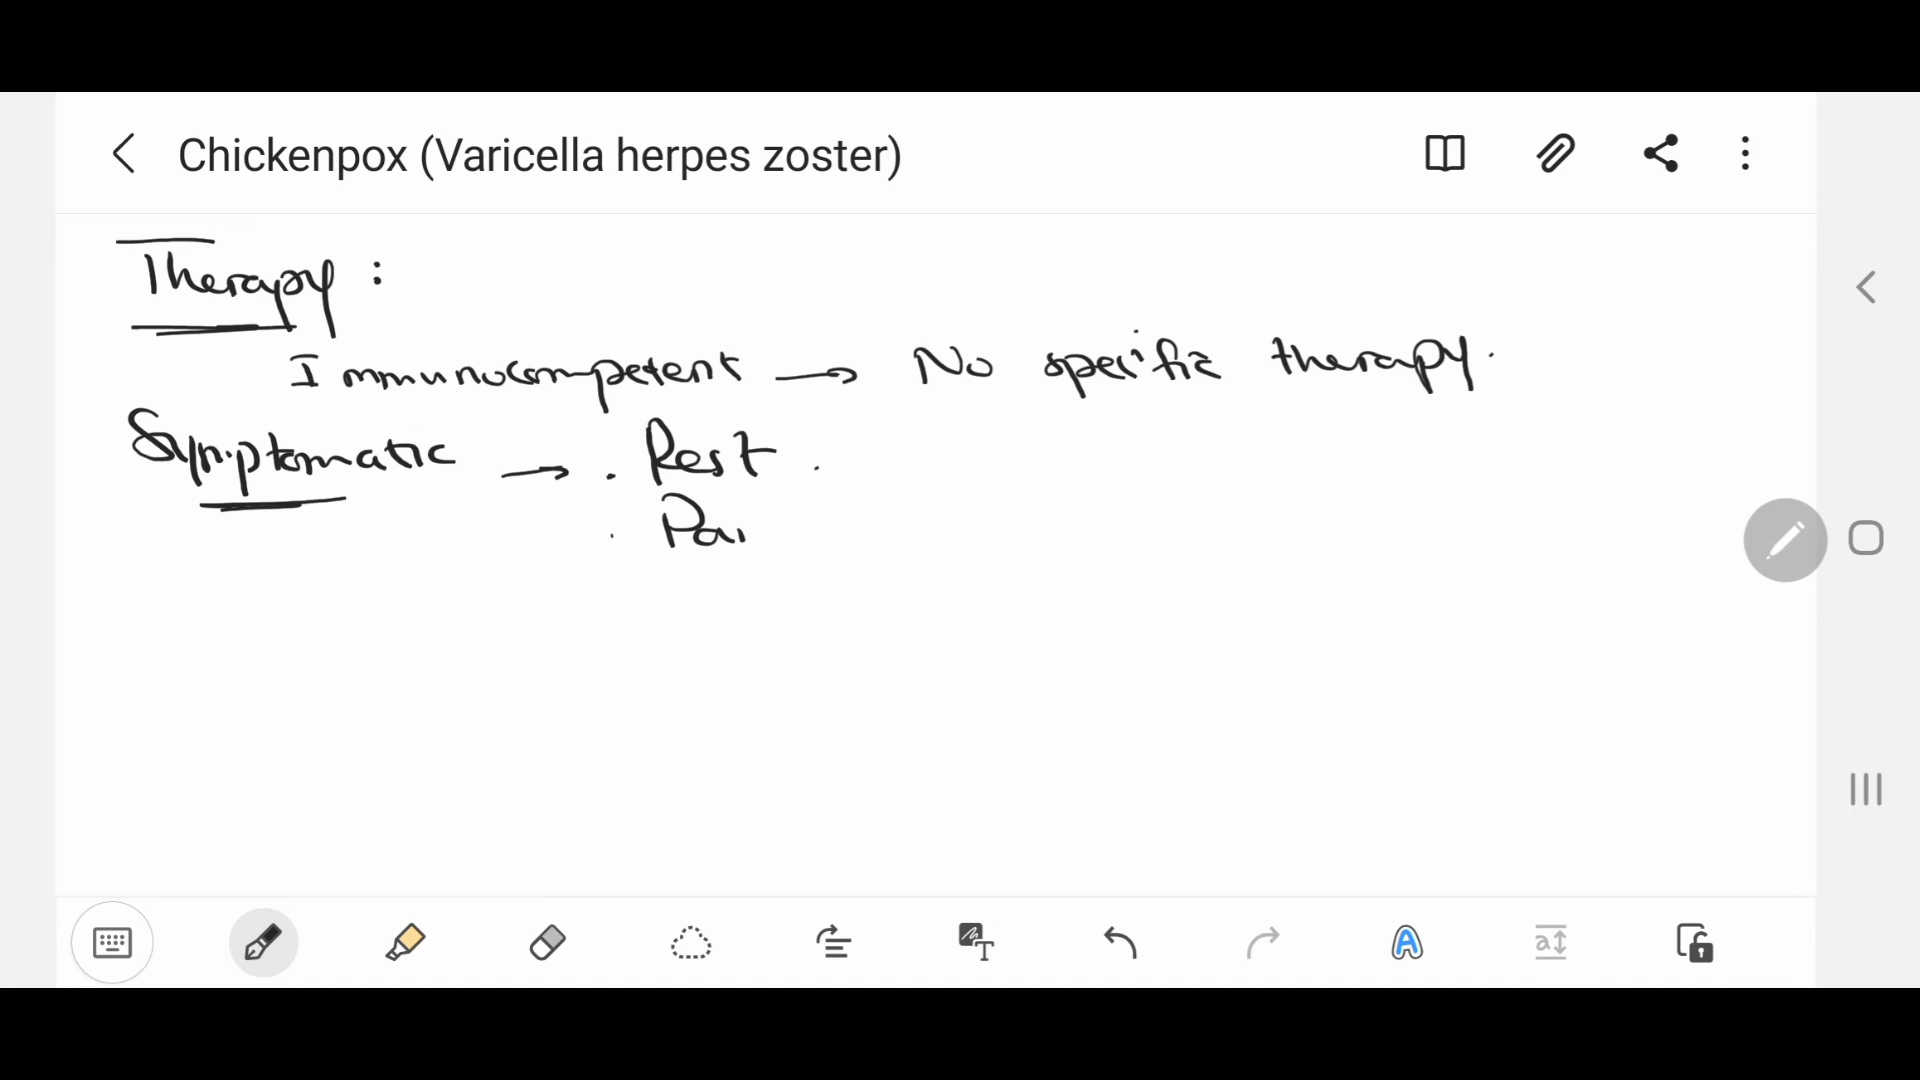 Chickenpox (Varicella herpes zoster)
Therapy :
Immunocompetent → No specific therapy.
Symptomatic → . Rest .
. Pai